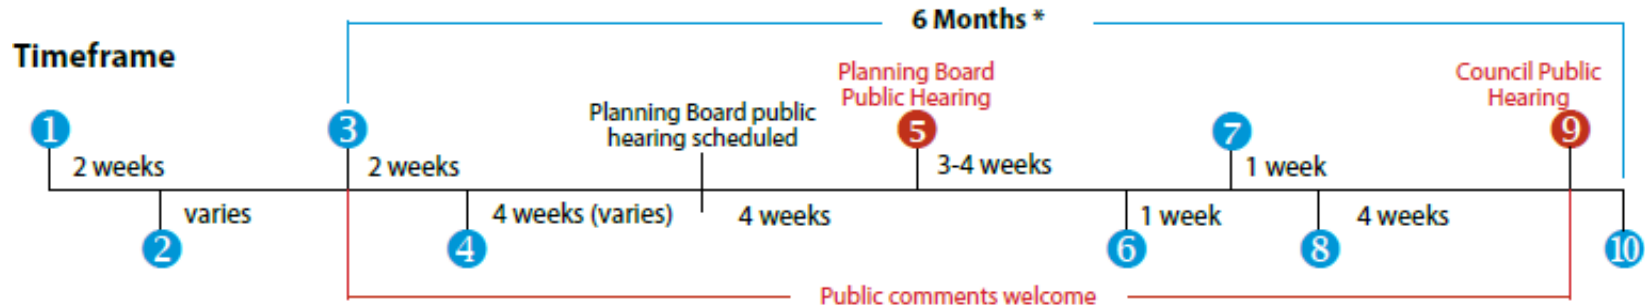 6 Months *
Timeframe
Planning Board
Public Hearing
Council Public
Hearing
Planning Board public
hearing scheduled
1
3
5
7
9
2 weeks
2 weeks
3-4 weeks
1 week
varies
4 weeks (varies)
4 weeks
1 week
4 weeks
2
4
6
8
10
Public comments welcome